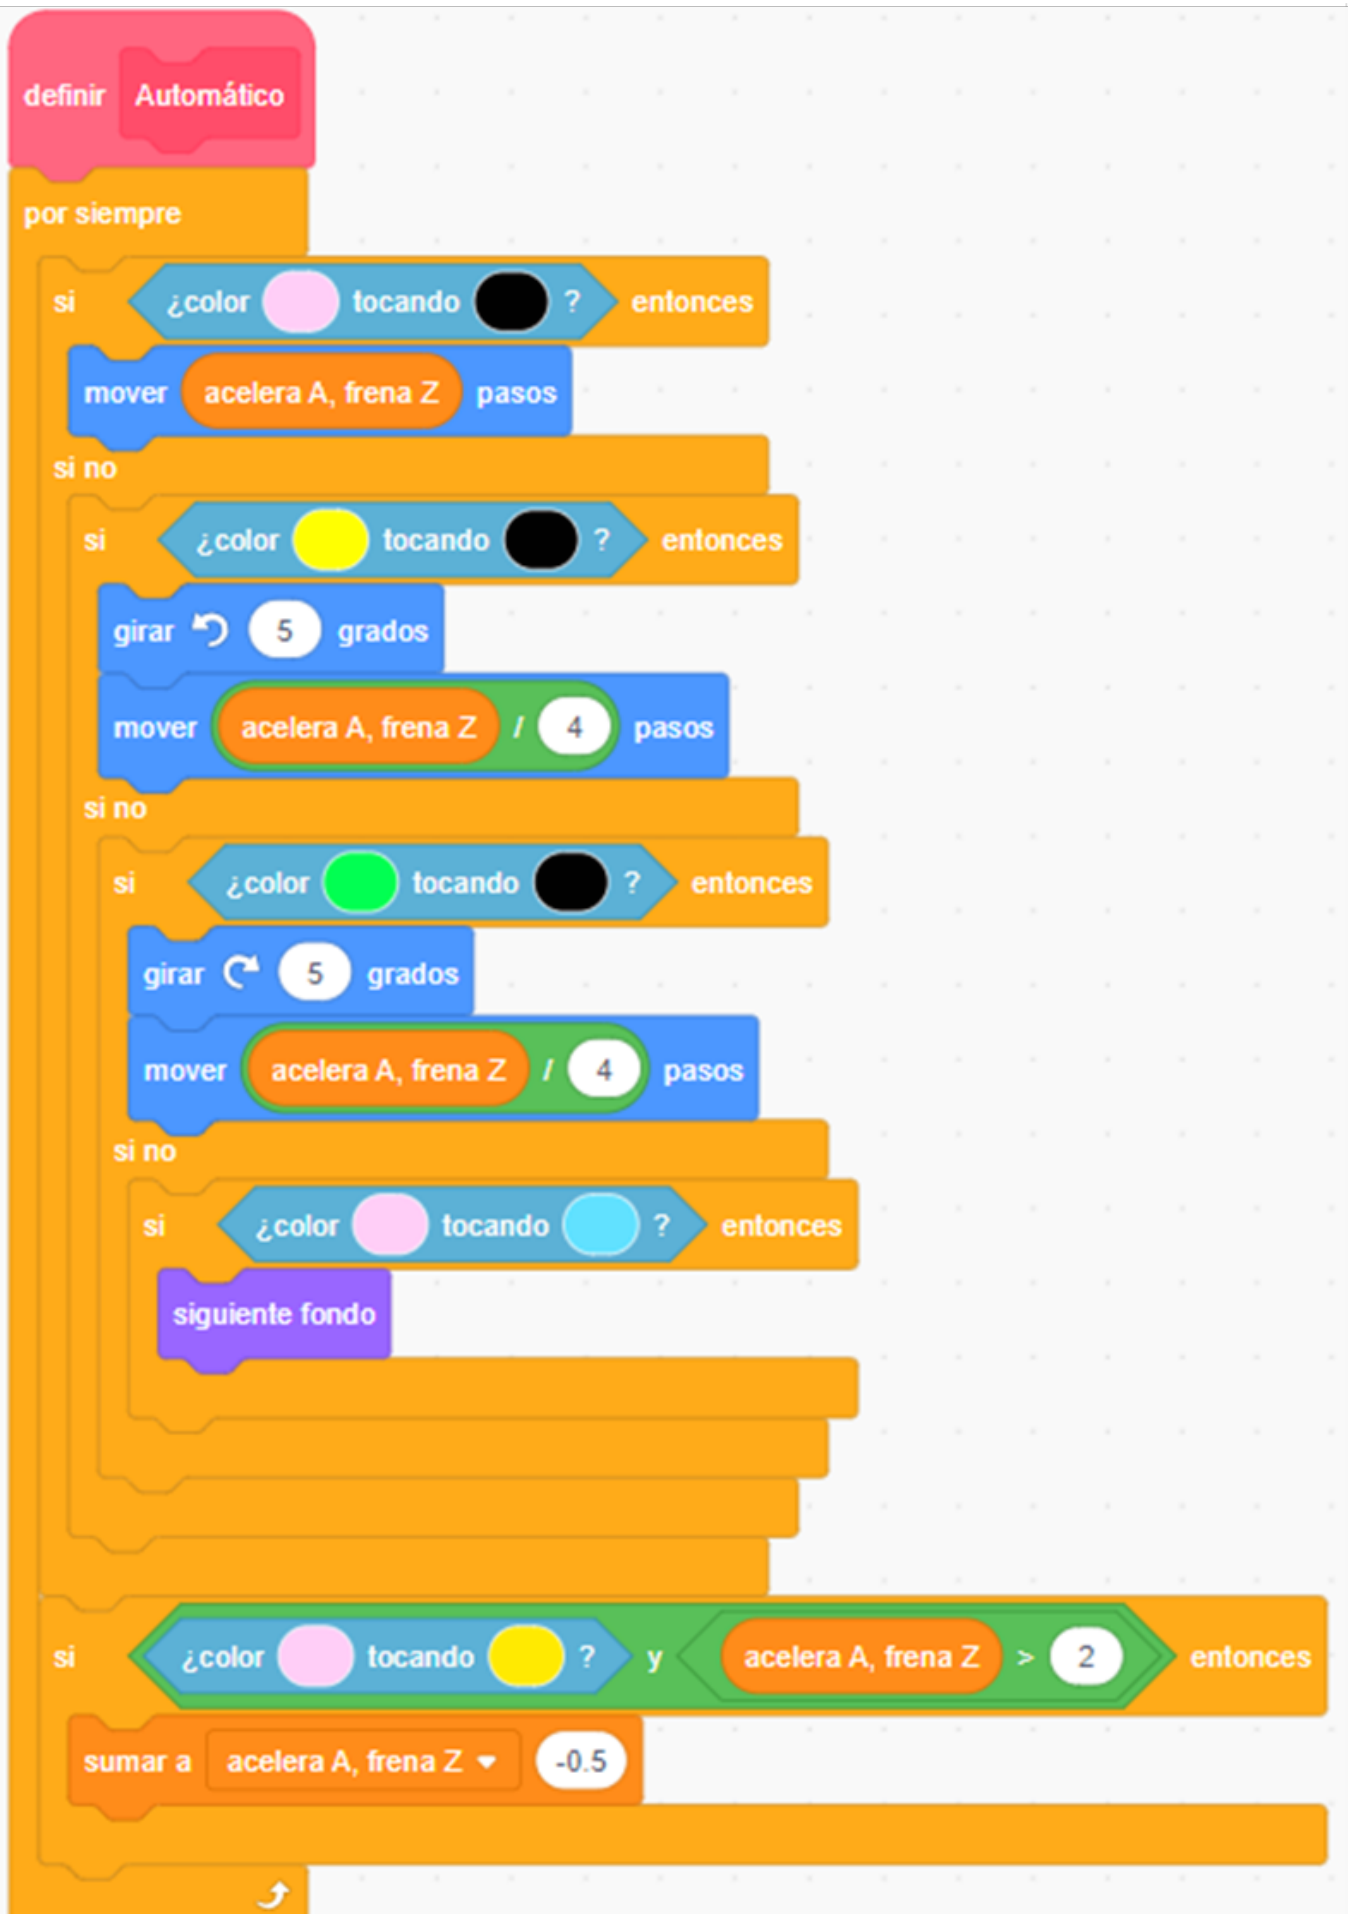 definir Automático
por siempre
si ¿color tocando ? entonces
mover acelera A, frena Z pasos
si no
si ¿color tocando ? entonces
girar 5 grados
mover acelera A, frena Z / 4 pasos
si no
si ¿color tocando ? entonces
girar 5 grados
mover acelera A, frena Z / 4 pasos
si no
si ¿color tocando ? entonces
siguiente fondo
si ¿color tocando ? y acelera A, frena Z > 2 entonces
sumar a acelera A, frena Z -0.5